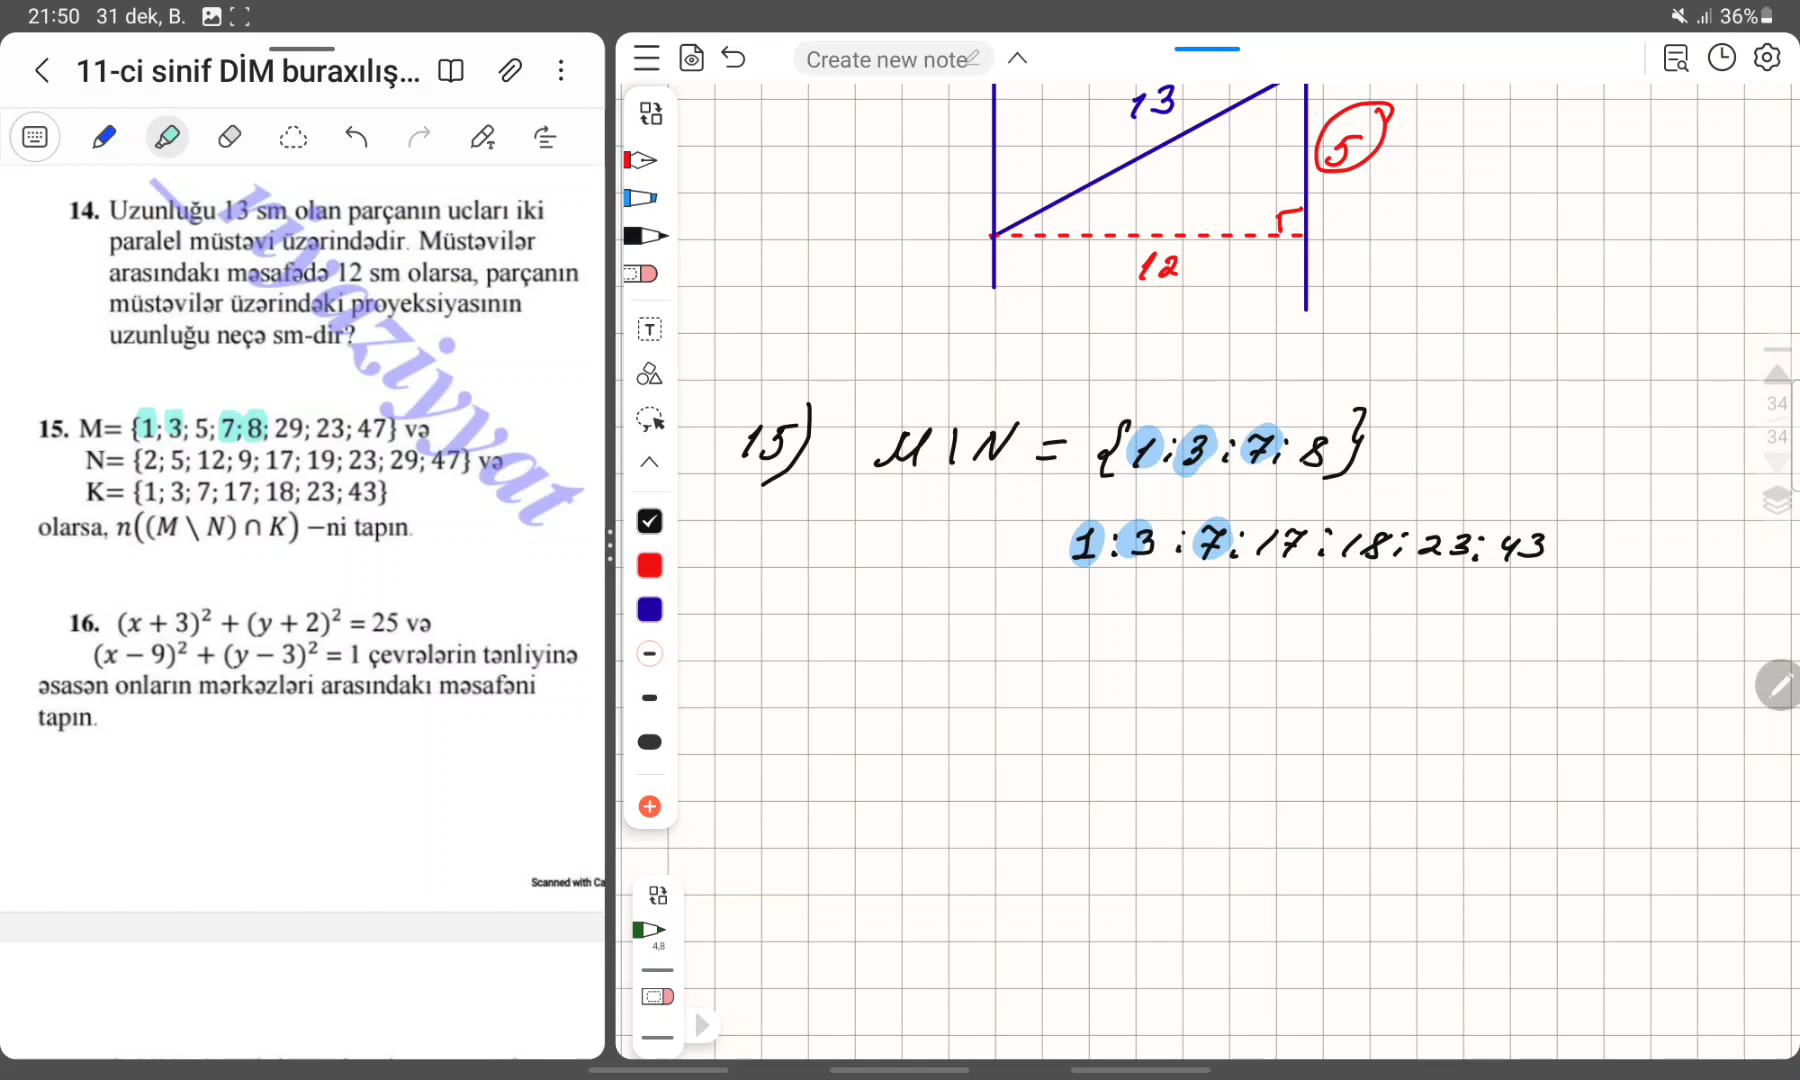 21:50 31 dek, B.
36%
11-ci sinif DİM buraxılış...
Create new note
14. Uzunluğu 13 sm olan parçanın ucları iki
paralel müstəvi üzərindədir. Müstəvilər
arasındakı məsafədə 12 sm olarsa, parçanın
müstəvilər üzərindəki proyeksiyasının
uzunluğu neçə sm-dir?
_riyaziyyat
15. M= {1; 3; 5; 7; 8; 29; 23; 47} və
N= {2; 5; 12; 9; 17; 19; 23; 29; 47} və
K= {1; 3; 7; 17; 18; 23; 43}
olarsa, n((M \ N) ∩ K) –ni tapın.
16. (x + 3)² + (y + 2)² = 25 və
(x − 9)² + (y − 3)² = 1 çevrələrin tənliyinə
əsasən onların mərkəzləri arasındakı məsafəni
tapın.
Scanned with Ca
T
4,8
13
5
12
15) M \ N = {1; 3; 7; 8}
1; 3; 7; 17; 18; 23; 43
34
34